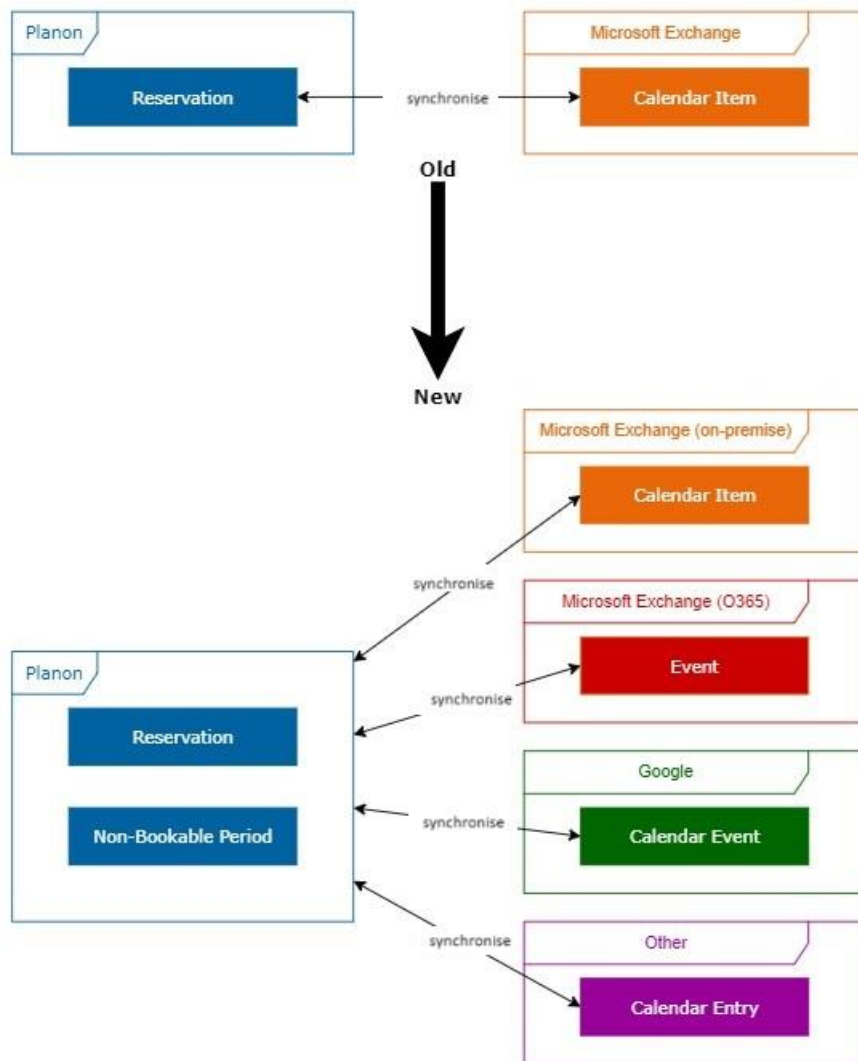 Planon
Microsoft Exchange
Reservation
synchronise
Calendar Item
Old
New
Microsoft Exchange (on-premise)
Calendar Item
synchronise
Microsoft Exchange (O365)
Event
Planon
synchronise
Reservation
Google
Non-Bookable Period
synchronise
Calendar Event
synchronise
Other
Calendar Entry